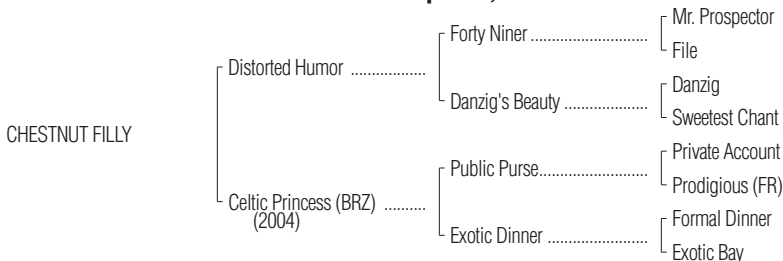 Mr. Prospector
Forty Niner ..............................
File
Distorted Humor ..................
Danzig
Danzig's Beauty .....................
Sweetest Chant
CHESTNUT FILLY
Private Account
Public Purse............................
Prodigious (FR)
Celtic Princess (BRZ) ..........
(2004)
Formal Dinner
Exotic Dinner .........................
Exotic Bay